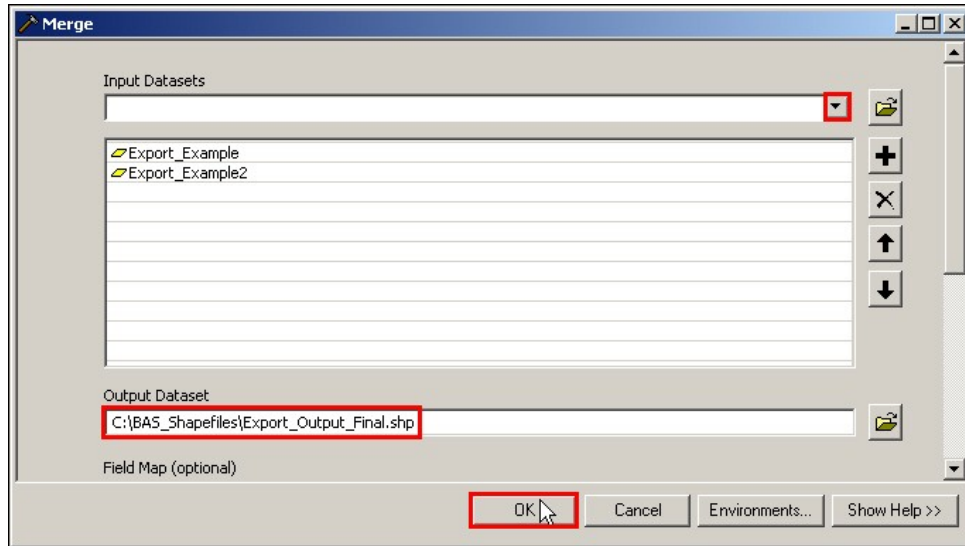 Merge
Input Datasets
Export_Example
Export_Example2
Output Dataset
C:\BAS_Shapefiles\Export_Output_Final.shp
Field Map (optional)
OK Cancel Environments... Show Help >>